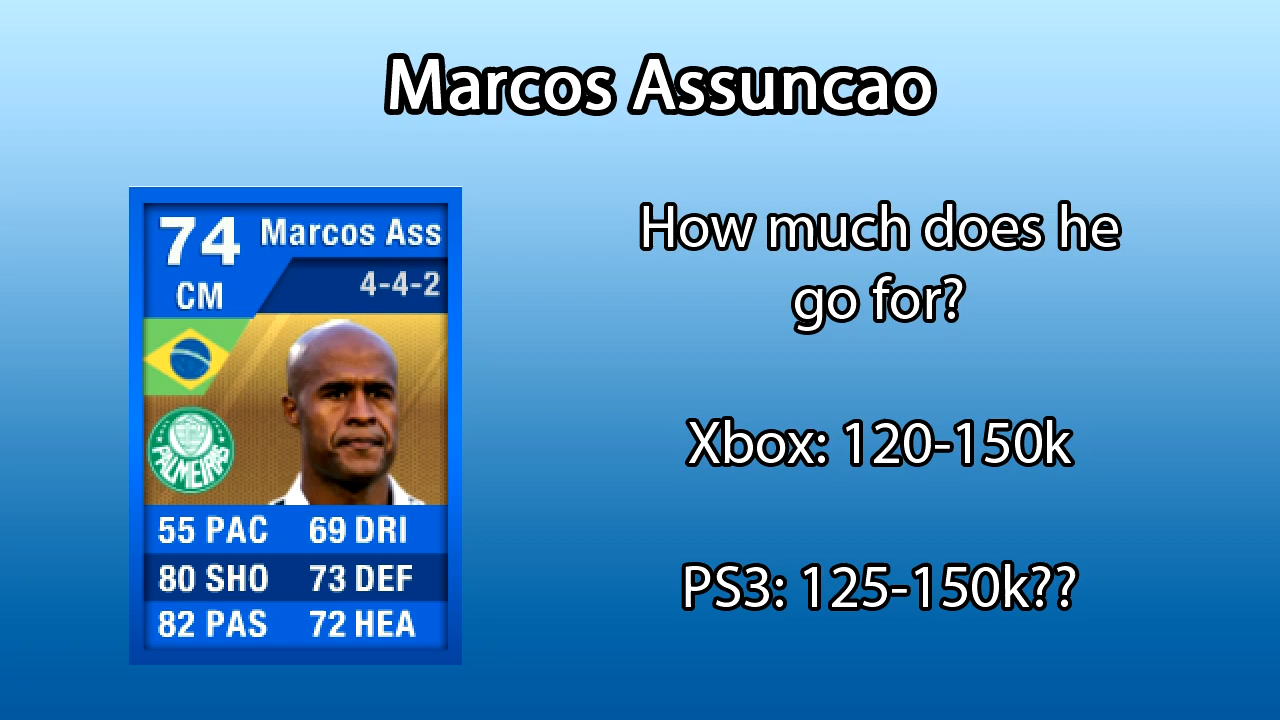 Marcos Assuncao
74
Marcos Ass
CM
4-4-2
PALMEIRAS
55 PAC 69 DRI
80 SHO 73 DEF
82 PAS 72 HEA
How much does he
go for?
Xbox: 120-150k
PS3: 125-150k??